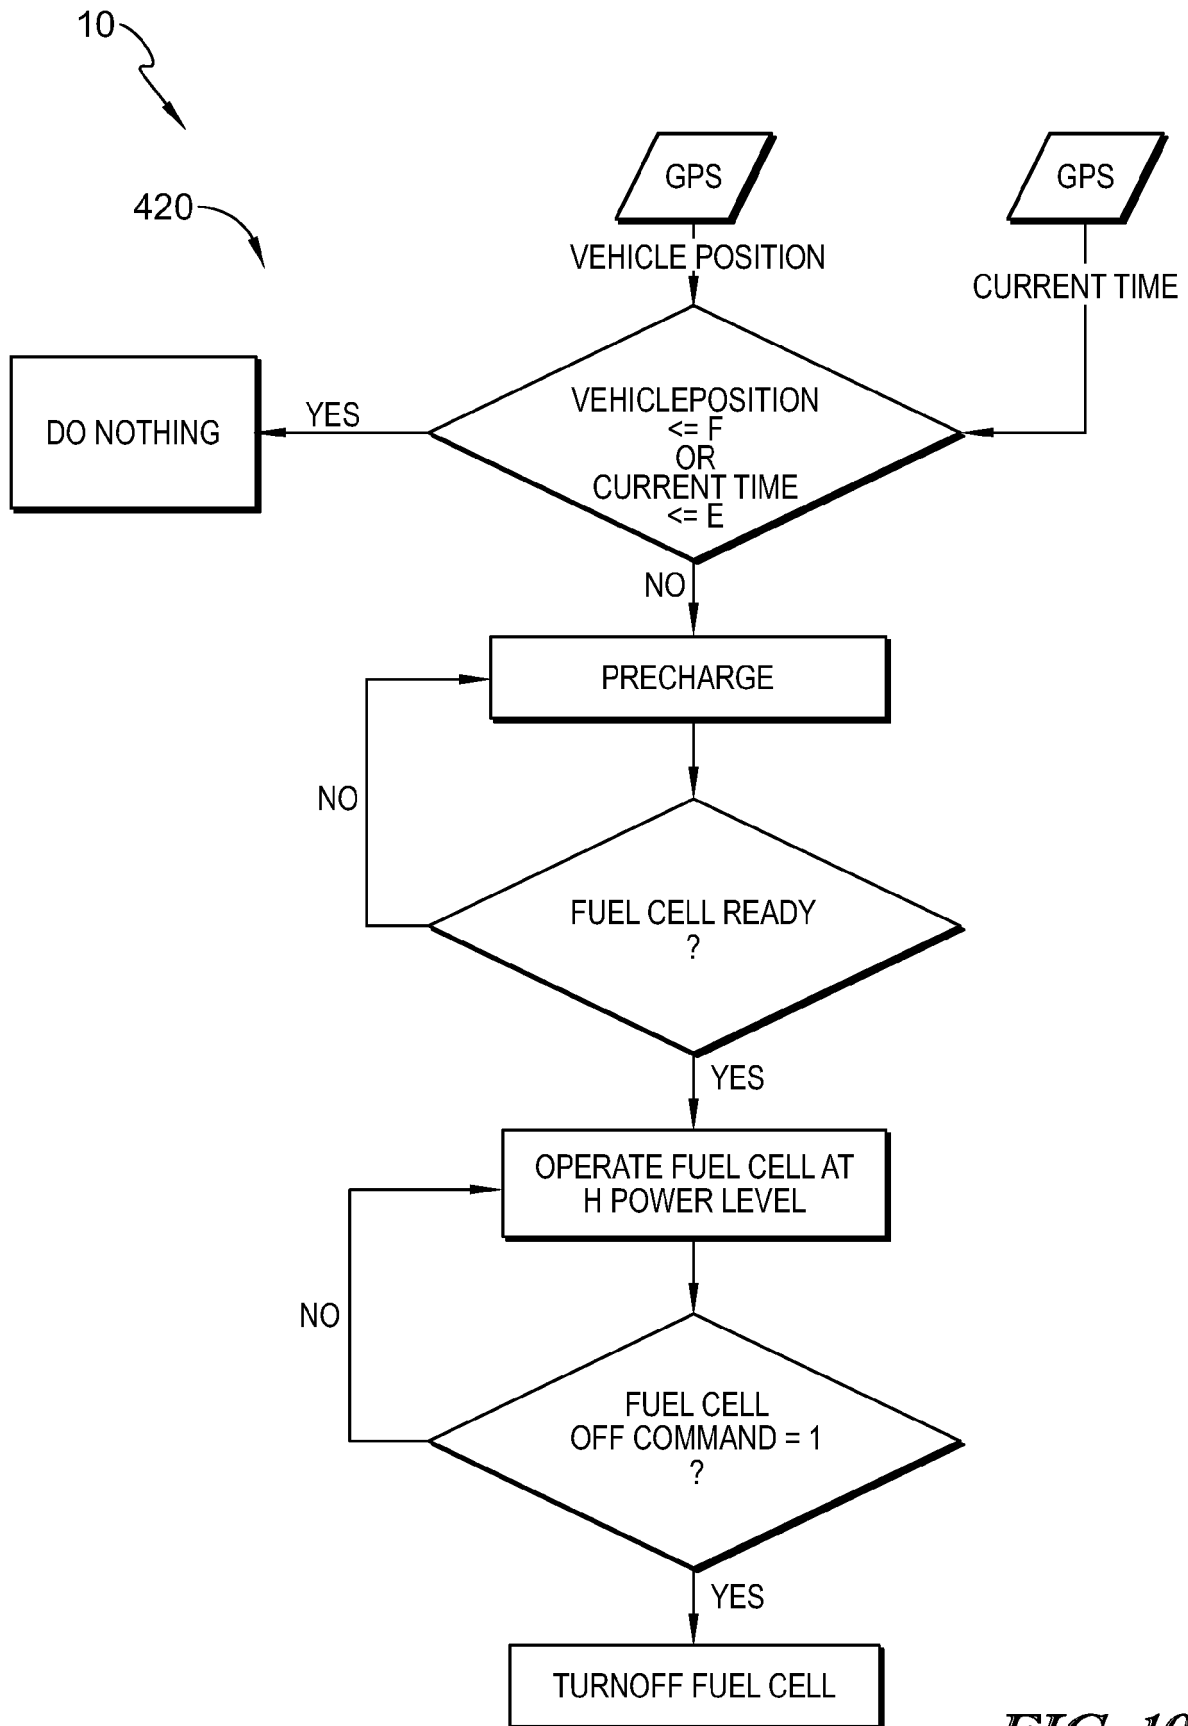 10
420
GPS
GPS
VEHICLE POSITION
CURRENT TIME
VEHICLEPOSITION
<= F
OR
CURRENT TIME
<= E
YES
DO NOTHING
NO
PRECHARGE
NO
FUEL CELL READY
?
YES
OPERATE FUEL CELL AT
H POWER LEVEL
NO
FUEL CELL
OFF COMMAND = 1
?
YES
TURNOFF FUEL CELL